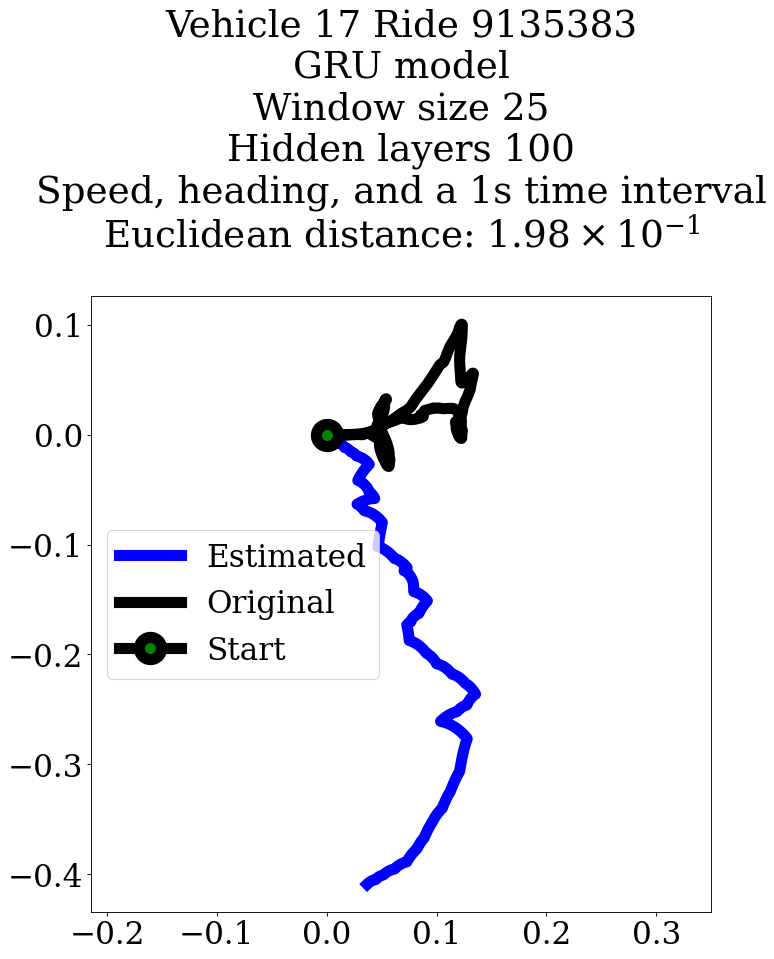 Vehicle 17 Ride 9135383
GRU model
Window size 25
Hidden layers 100
Speed, heading, and a 1s time interval
Euclidean distance: 1.98 × 10⁻¹
0.1
0.0
−0.1
−0.2
−0.3
−0.4
Estimated
Original
Start
−0.2 −0.1 0.0 0.1 0.2 0.3